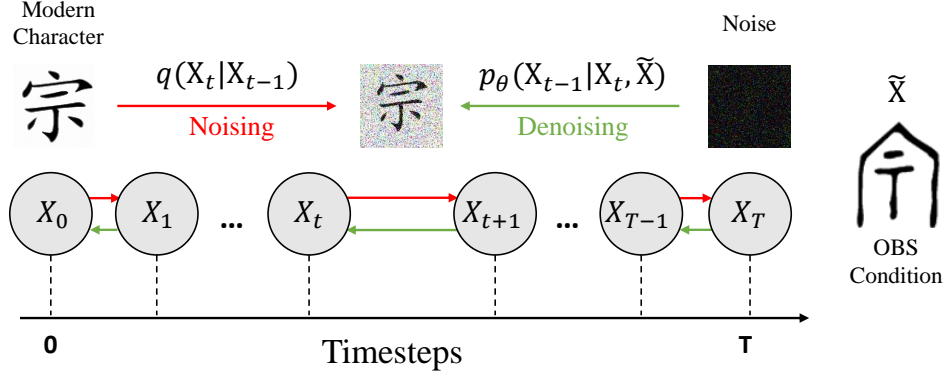 Modern
Character
Noise
宗
q(X_t|X_{t-1})
Noising
宗
p_θ(X_{t-1}|X_t, X̃)
Denoising
X̃
X_0
X_1
...
X_t
X_{t+1}
...
X_{T-1}
X_T
OBS
Condition
0
Timesteps
T